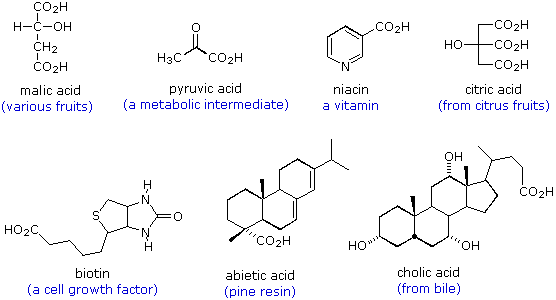 CO₂H
H OH
CH₂
CO₂H
malic acid
(various fruits)
O
H₃C CO₂H
pyruvic acid
(a metabolic intermediate)
CO₂H
N
niacin
a vitamin
CO₂H
HO CO₂H
CO₂H
citric acid
(from citrus fruits)
H
N
S O
N
H
HO₂C
biotin
(a cell growth factor)
CO₂H
abietic acid
(pine resin)
OH
CO₂H
HO OH
cholic acid
(from bile)